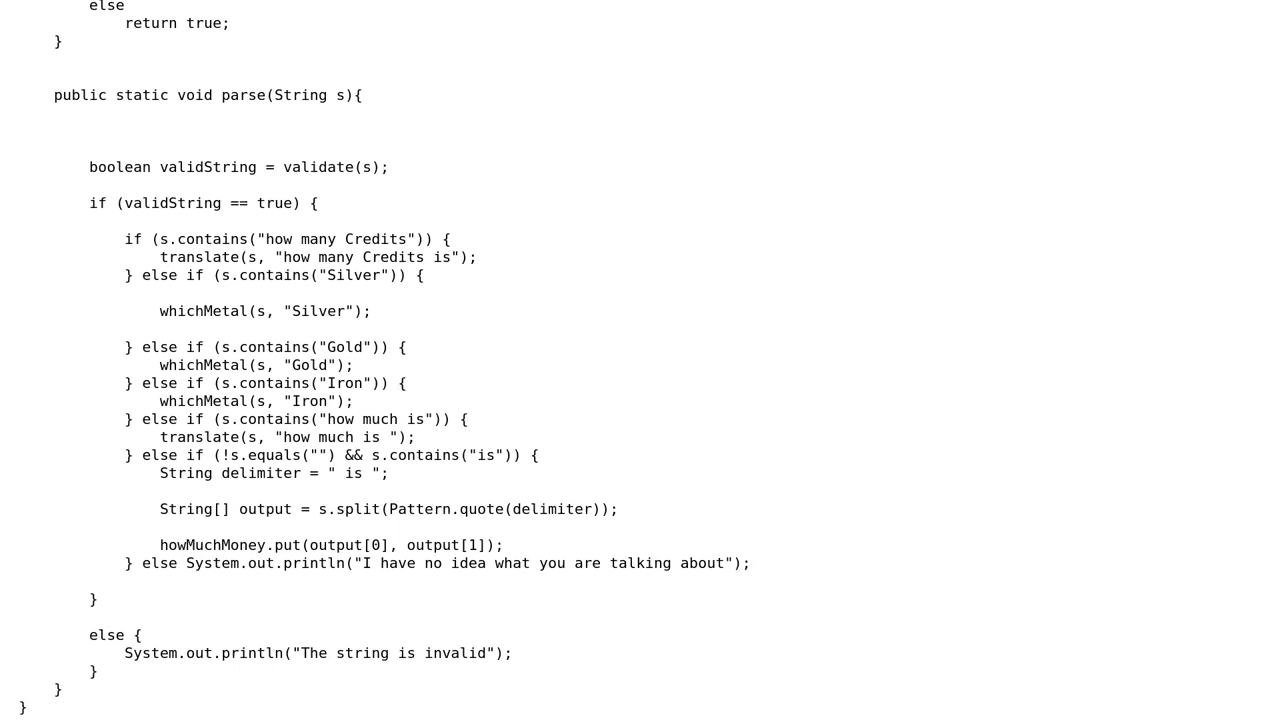 else
            return true;
    }
    public static void parse(String s){
        boolean validString = validate(s);
        if (validString == true) {
            if (s.contains("how many Credits")) {
                translate(s, "how many Credits is");
            } else if (s.contains("Silver")) {
                whichMetal(s, "Silver");
            } else if (s.contains("Gold")) {
                whichMetal(s, "Gold");
            } else if (s.contains("Iron")) {
                whichMetal(s, "Iron");
            } else if (s.contains("how much is")) {
                translate(s, "how much is ");
            } else if (!s.equals("") && s.contains("is")) {
                String delimiter = " is ";
                String[] output = s.split(Pattern.quote(delimiter));
                howMuchMoney.put(output[0], output[1]);
            } else System.out.println("I have no idea what you are talking about");
        }
        else {
            System.out.println("The string is invalid");
        }
    }
}